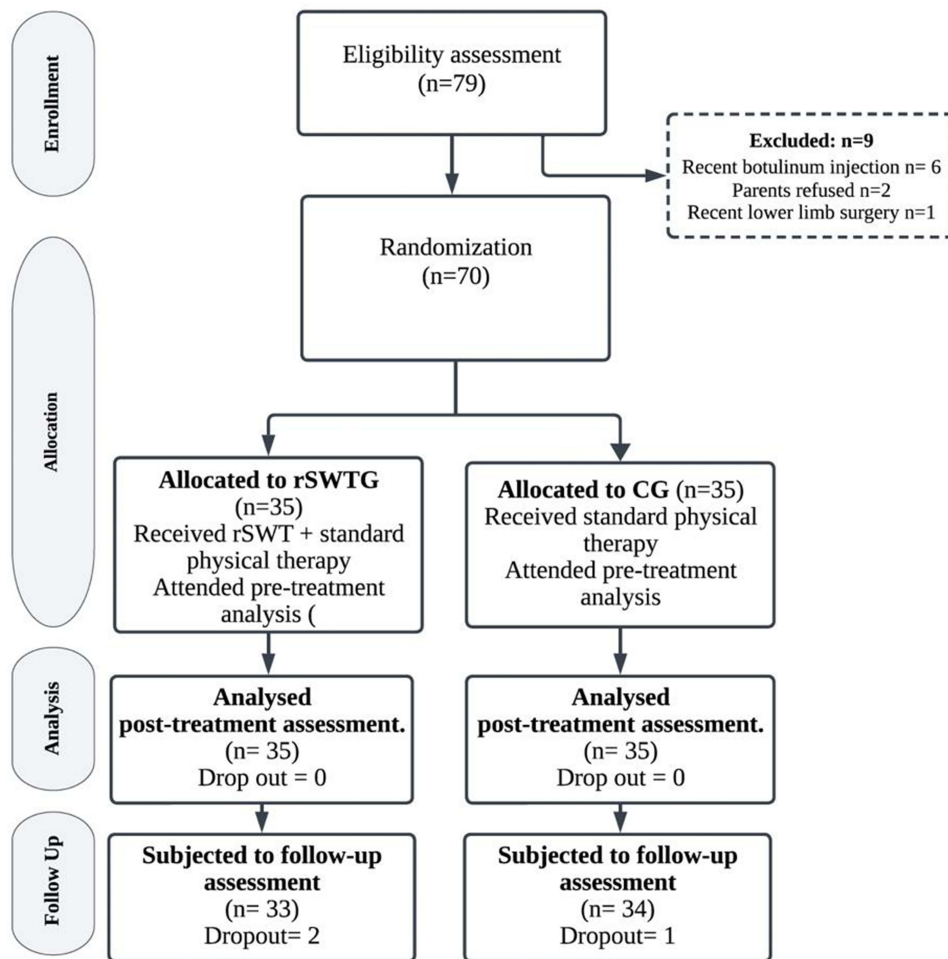 Enrollment
Eligibility assessment
(n=79)
Excluded: n=9
Recent botulinum injection n= 6
Parents refused n=2
Recent lower limb surgery n=1
Randomization
(n=70)
Allocation
Allocated to rSWTG
(n=35)
Received rSWT + standard
physical therapy
Attended pre-treatment
analysis (
Allocated to CG (n=35)
Received standard physical
therapy
Attended pre-treatment
analysis
Analysis
Analysed
post-treatment assessment.
(n= 35)
Drop out = 0
Analysed
post-treatment assessment.
(n= 35)
Drop out = 0
Follow Up
Subjected to follow-up
assessment
(n= 33)
Dropout= 2
Subjected to follow-up
assessment
(n= 34)
Dropout= 1